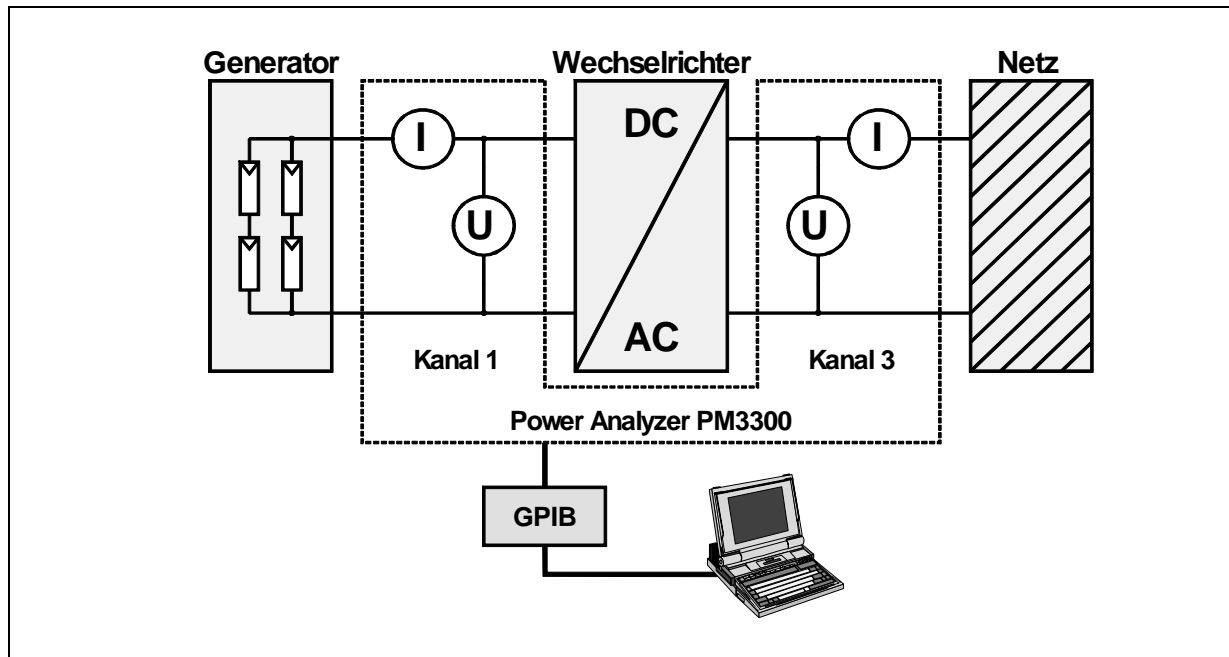 Generator
Wechselrichter
Netz
I
DC
I
U
U
AC
Kanal 1
Kanal 3
Power Analyzer PM3300
GPIB